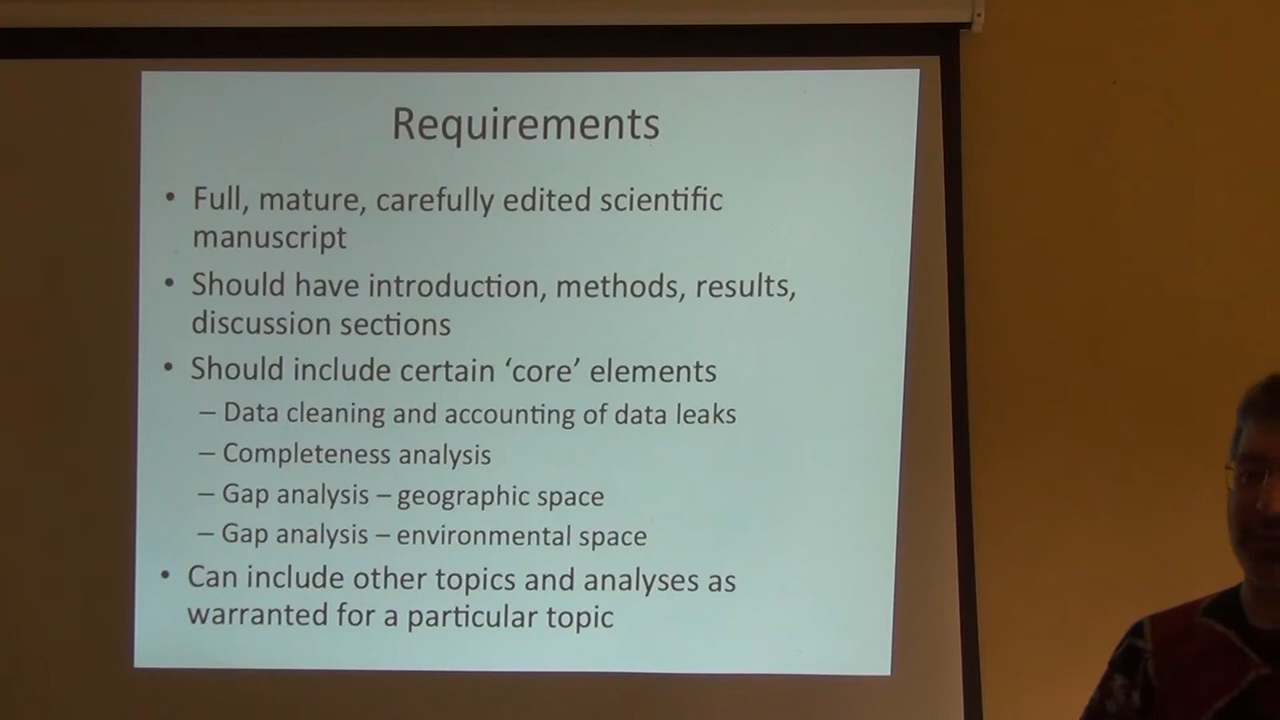 Requirements
• Full, mature, carefully edited scientific
manuscript
• Should have introduction, methods, results,
discussion sections
• Should include certain ‘core’ elements
– Data cleaning and accounting of data leaks
– Completeness analysis
– Gap analysis – geographic space
– Gap analysis – environmental space
• Can include other topics and analyses as
warranted for a particular topic